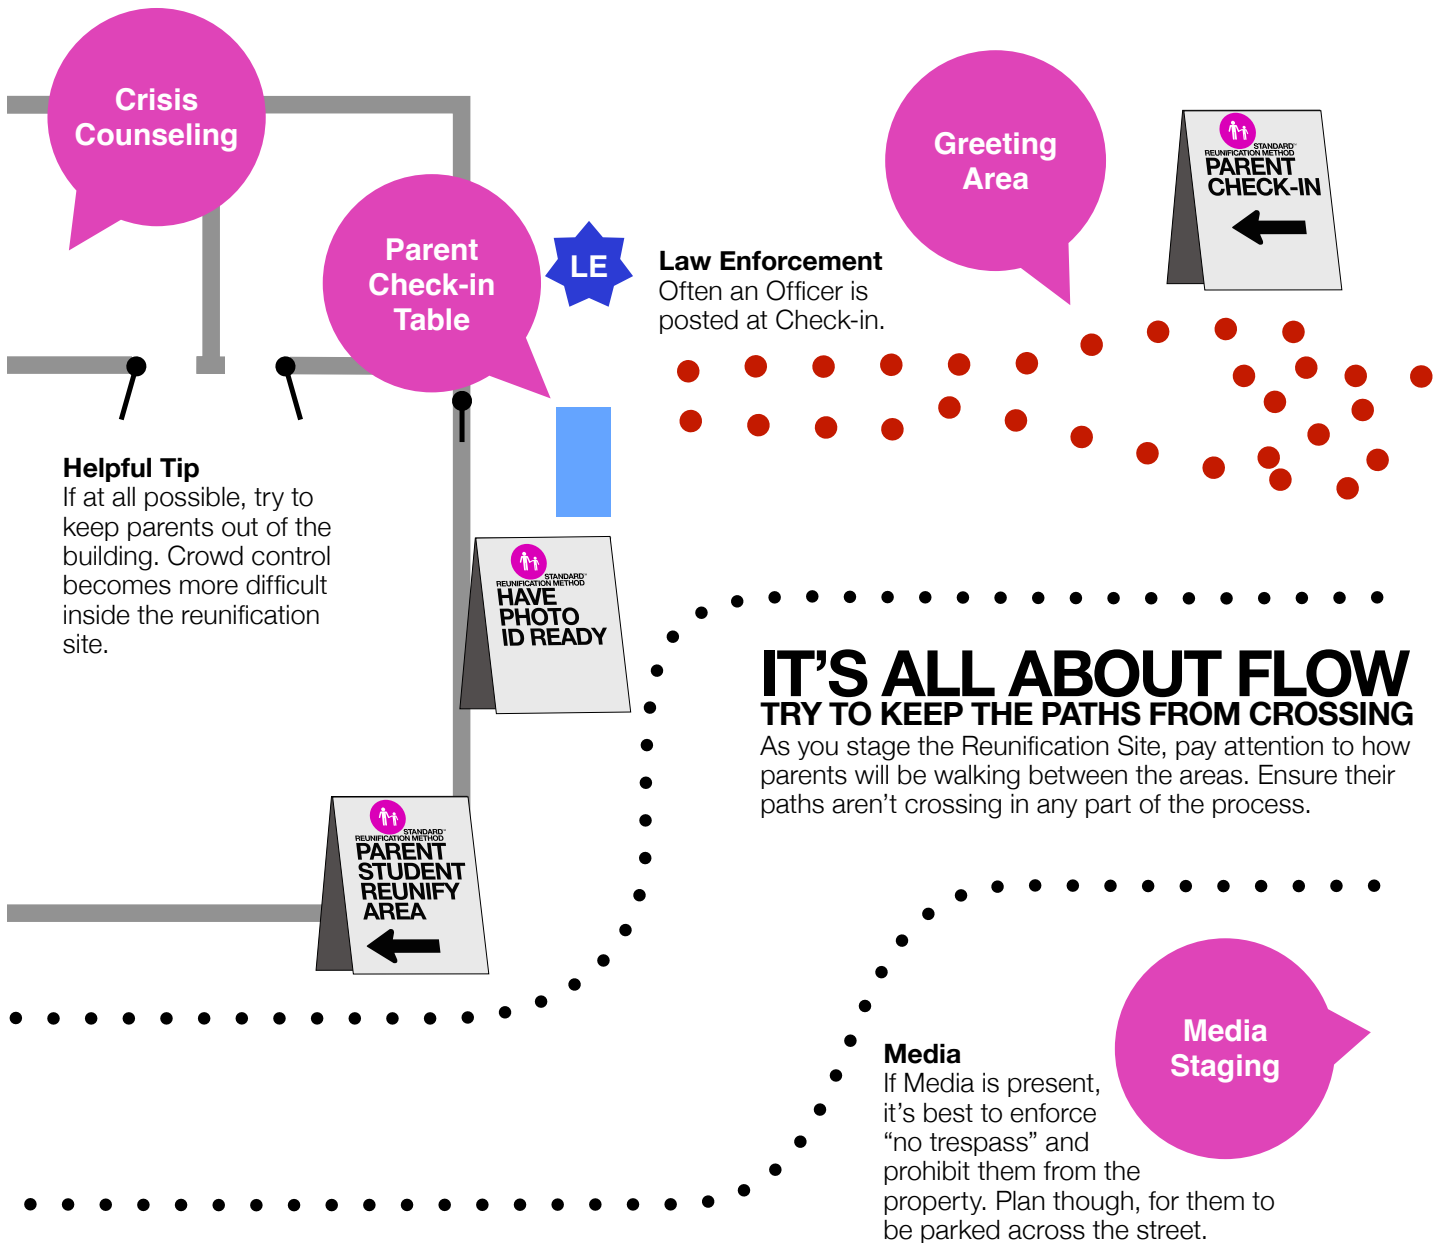 Crisis
Counseling
Parent
Check-in
Table
LE
Law Enforcement
Often an Officer is
posted at Check-in.
Greeting
Area
STANDARD™
REUNIFICATION METHOD
PARENT
CHECK-IN
Helpful Tip
If at all possible, try to
keep parents out of the
building. Crowd control
becomes more difficult
inside the reunification
site.
STANDARD™
REUNIFICATION METHOD
HAVE
PHOTO
ID READY
IT'S ALL ABOUT FLOW
TRY TO KEEP THE PATHS FROM CROSSING
As you stage the Reunification Site, pay attention to how
parents will be walking between the areas. Ensure their
paths aren't crossing in any part of the process.
STANDARD™
REUNIFICATION METHOD
PARENT
STUDENT
REUNIFY
AREA
Media
If Media is present,
it's best to enforce
“no trespass” and
prohibit them from the
property. Plan though, for them to
be parked across the street.
Media
Staging